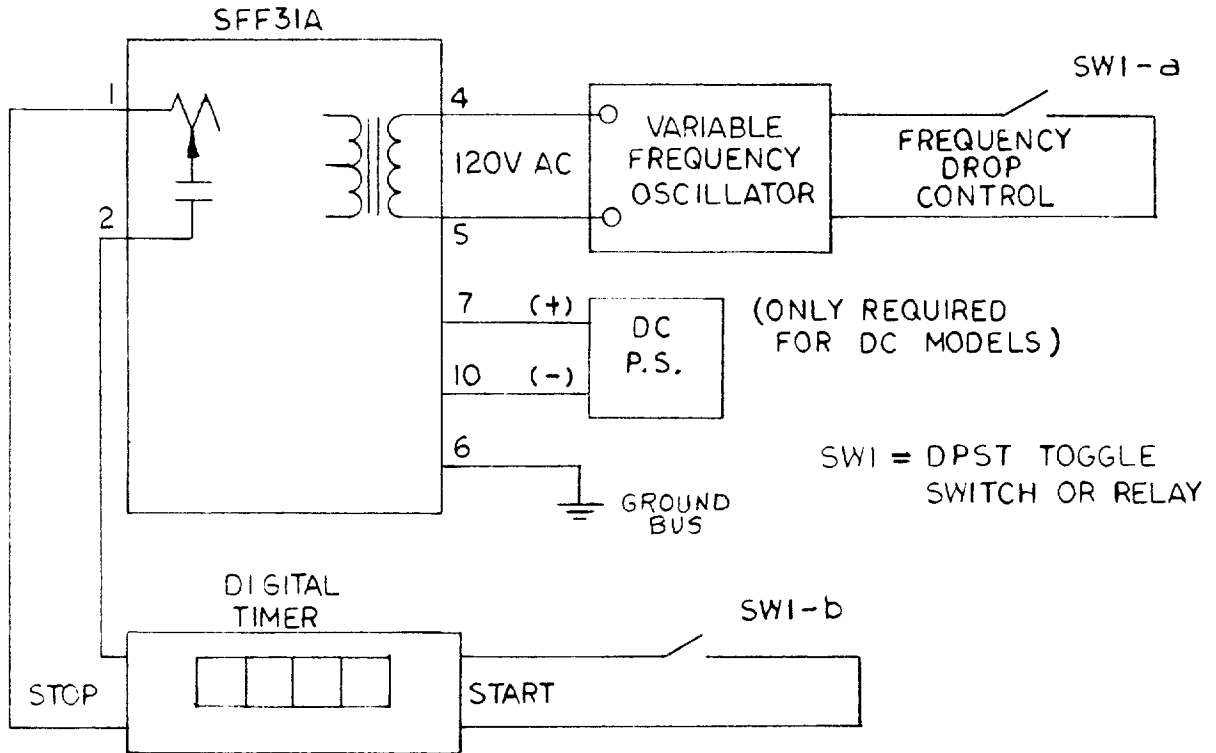 SFF31A
1
2
4
120V AC
5
VARIABLE
FREQUENCY
OSCILLATOR
SW1-a
FREQUENCY
DROP
CONTROL
7
(+)
10
(-)
DC
P.S.
(ONLY REQUIRED
FOR DC MODELS)
6
GROUND
BUS
SW1 = DPST TOGGLE
SWITCH OR RELAY
DIGITAL
TIMER
STOP
START
SW1-b